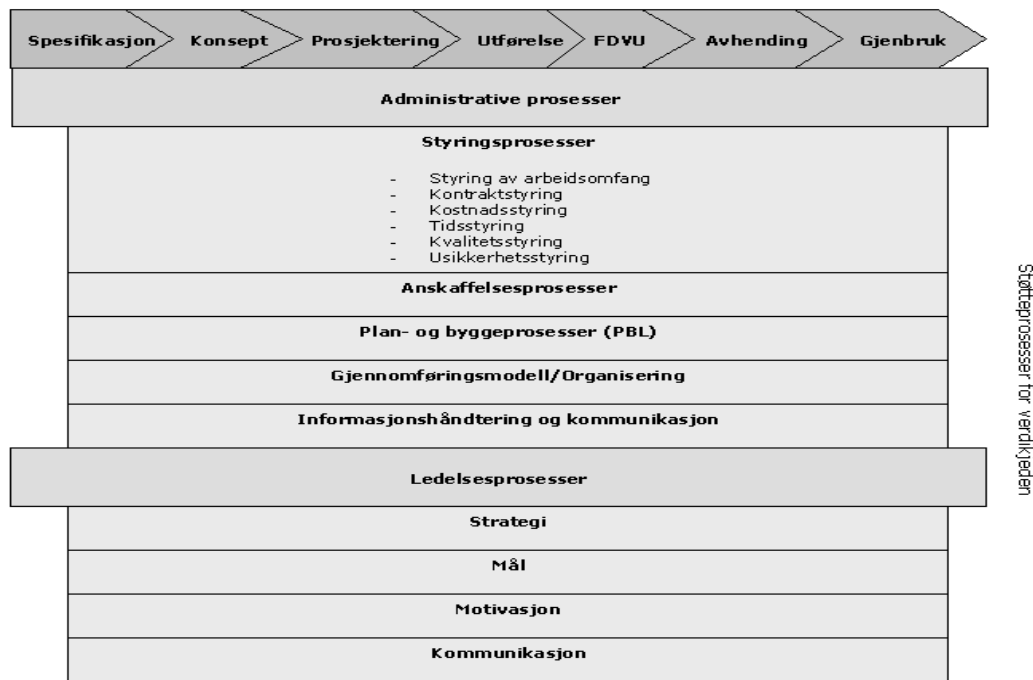 Spesifikasjon Konsept Prosjektering Utførelse FDVU Avhending Gjenbruk
Administrative prosesser
Styringsprosesser
- Styring av arbeidsomfang
- Kontraktstyring
- Kostnadsstyring
- Tidsstyring
- Kvalitetsstyring
- Usikkerhetsstyring
Anskaffelsesprosesser
Plan- og byggeprosesser (PBL)
Gjennomføringsmodell/Organisering
Informasjonshåndtering og kommunikasjon
Ledelsesprosesser
Strategi
Mål
Motivasjon
Kommunikasjon
Støtteprosesser for verdikjeden